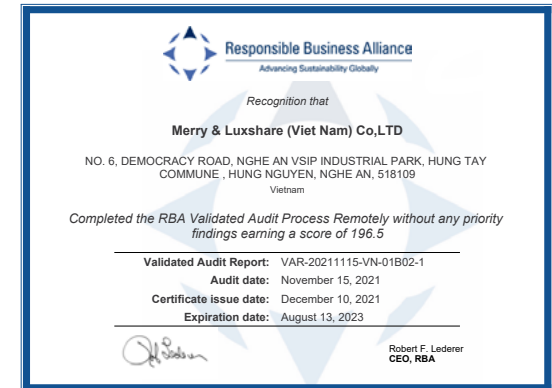 Responsible Business Alliance
Advancing Sustainability Globally
Recognition that
Merry & Luxshare (Viet Nam) Co,LTD
NO. 6, DEMOCRACY ROAD, NGHE AN VSIP INDUSTRIAL PARK, HUNG TAY
COMMUNE , HUNG NGUYEN, NGHE AN, 518109
Vietnam
Completed the RBA Validated Audit Process Remotely without any priority
findings earning a score of 196.5
Validated Audit Report: VAR-20211115-VN-01B02-1
Audit date: November 15, 2021
Certificate issue date: December 10, 2021
Expiration date: August 13, 2023
Robert F. Lederer
CEO, RBA